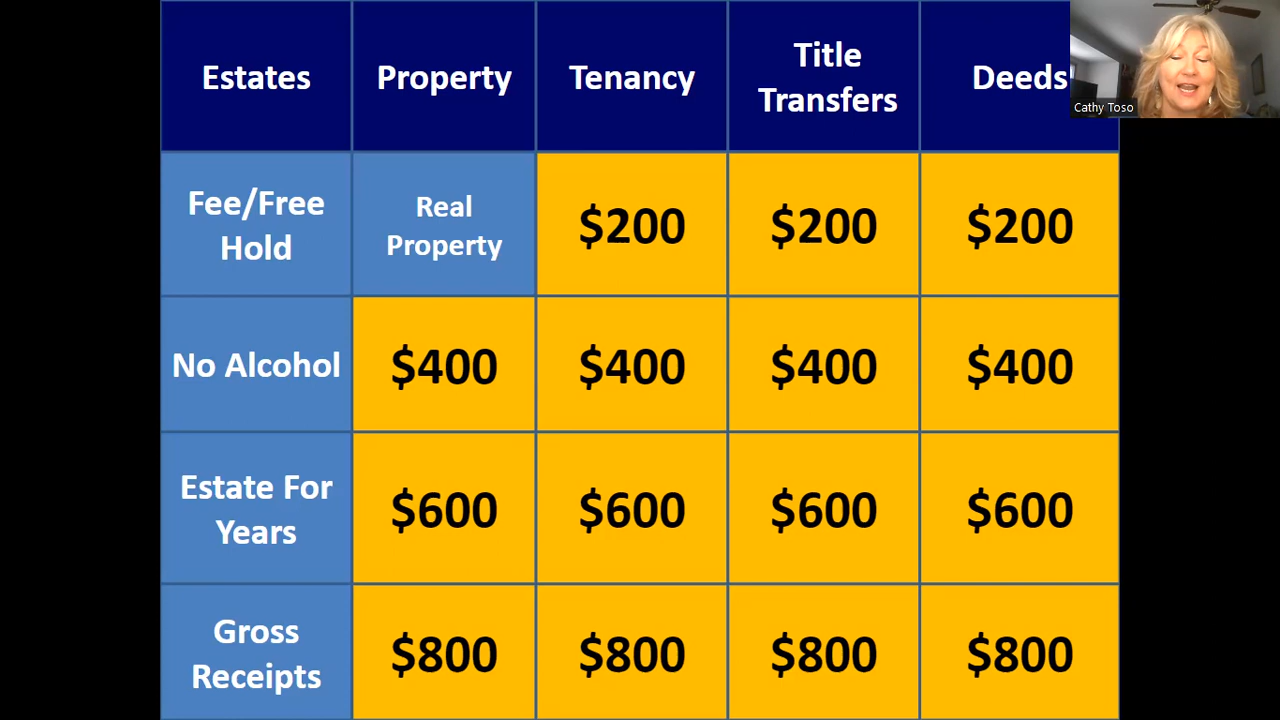 Estates
Property
Tenancy
Title
Transfers
Deeds
Cathy Toso
Fee/Free
Hold
Real
Property
$200
$200
$200
No Alcohol
$400
$400
$400
$400
Estate For
Years
$600
$600
$600
$600
Gross
Receipts
$800
$800
$800
$800